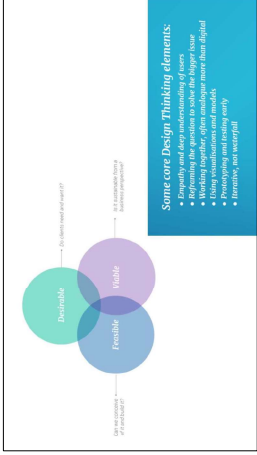 Desirable
Do clients need and want it?
Feasible
Can we conceive
of it and build it?
Viable
Is it sustainable from a
business perspective?
Some core Design Thinking elements:
• Empathy and deep understanding of users
• Reframing the question to solve the bigger issue
• Working together, often analogue more than digital
• Using visualisations and models
• Prototyping and testing early
• Iterative, not waterfall